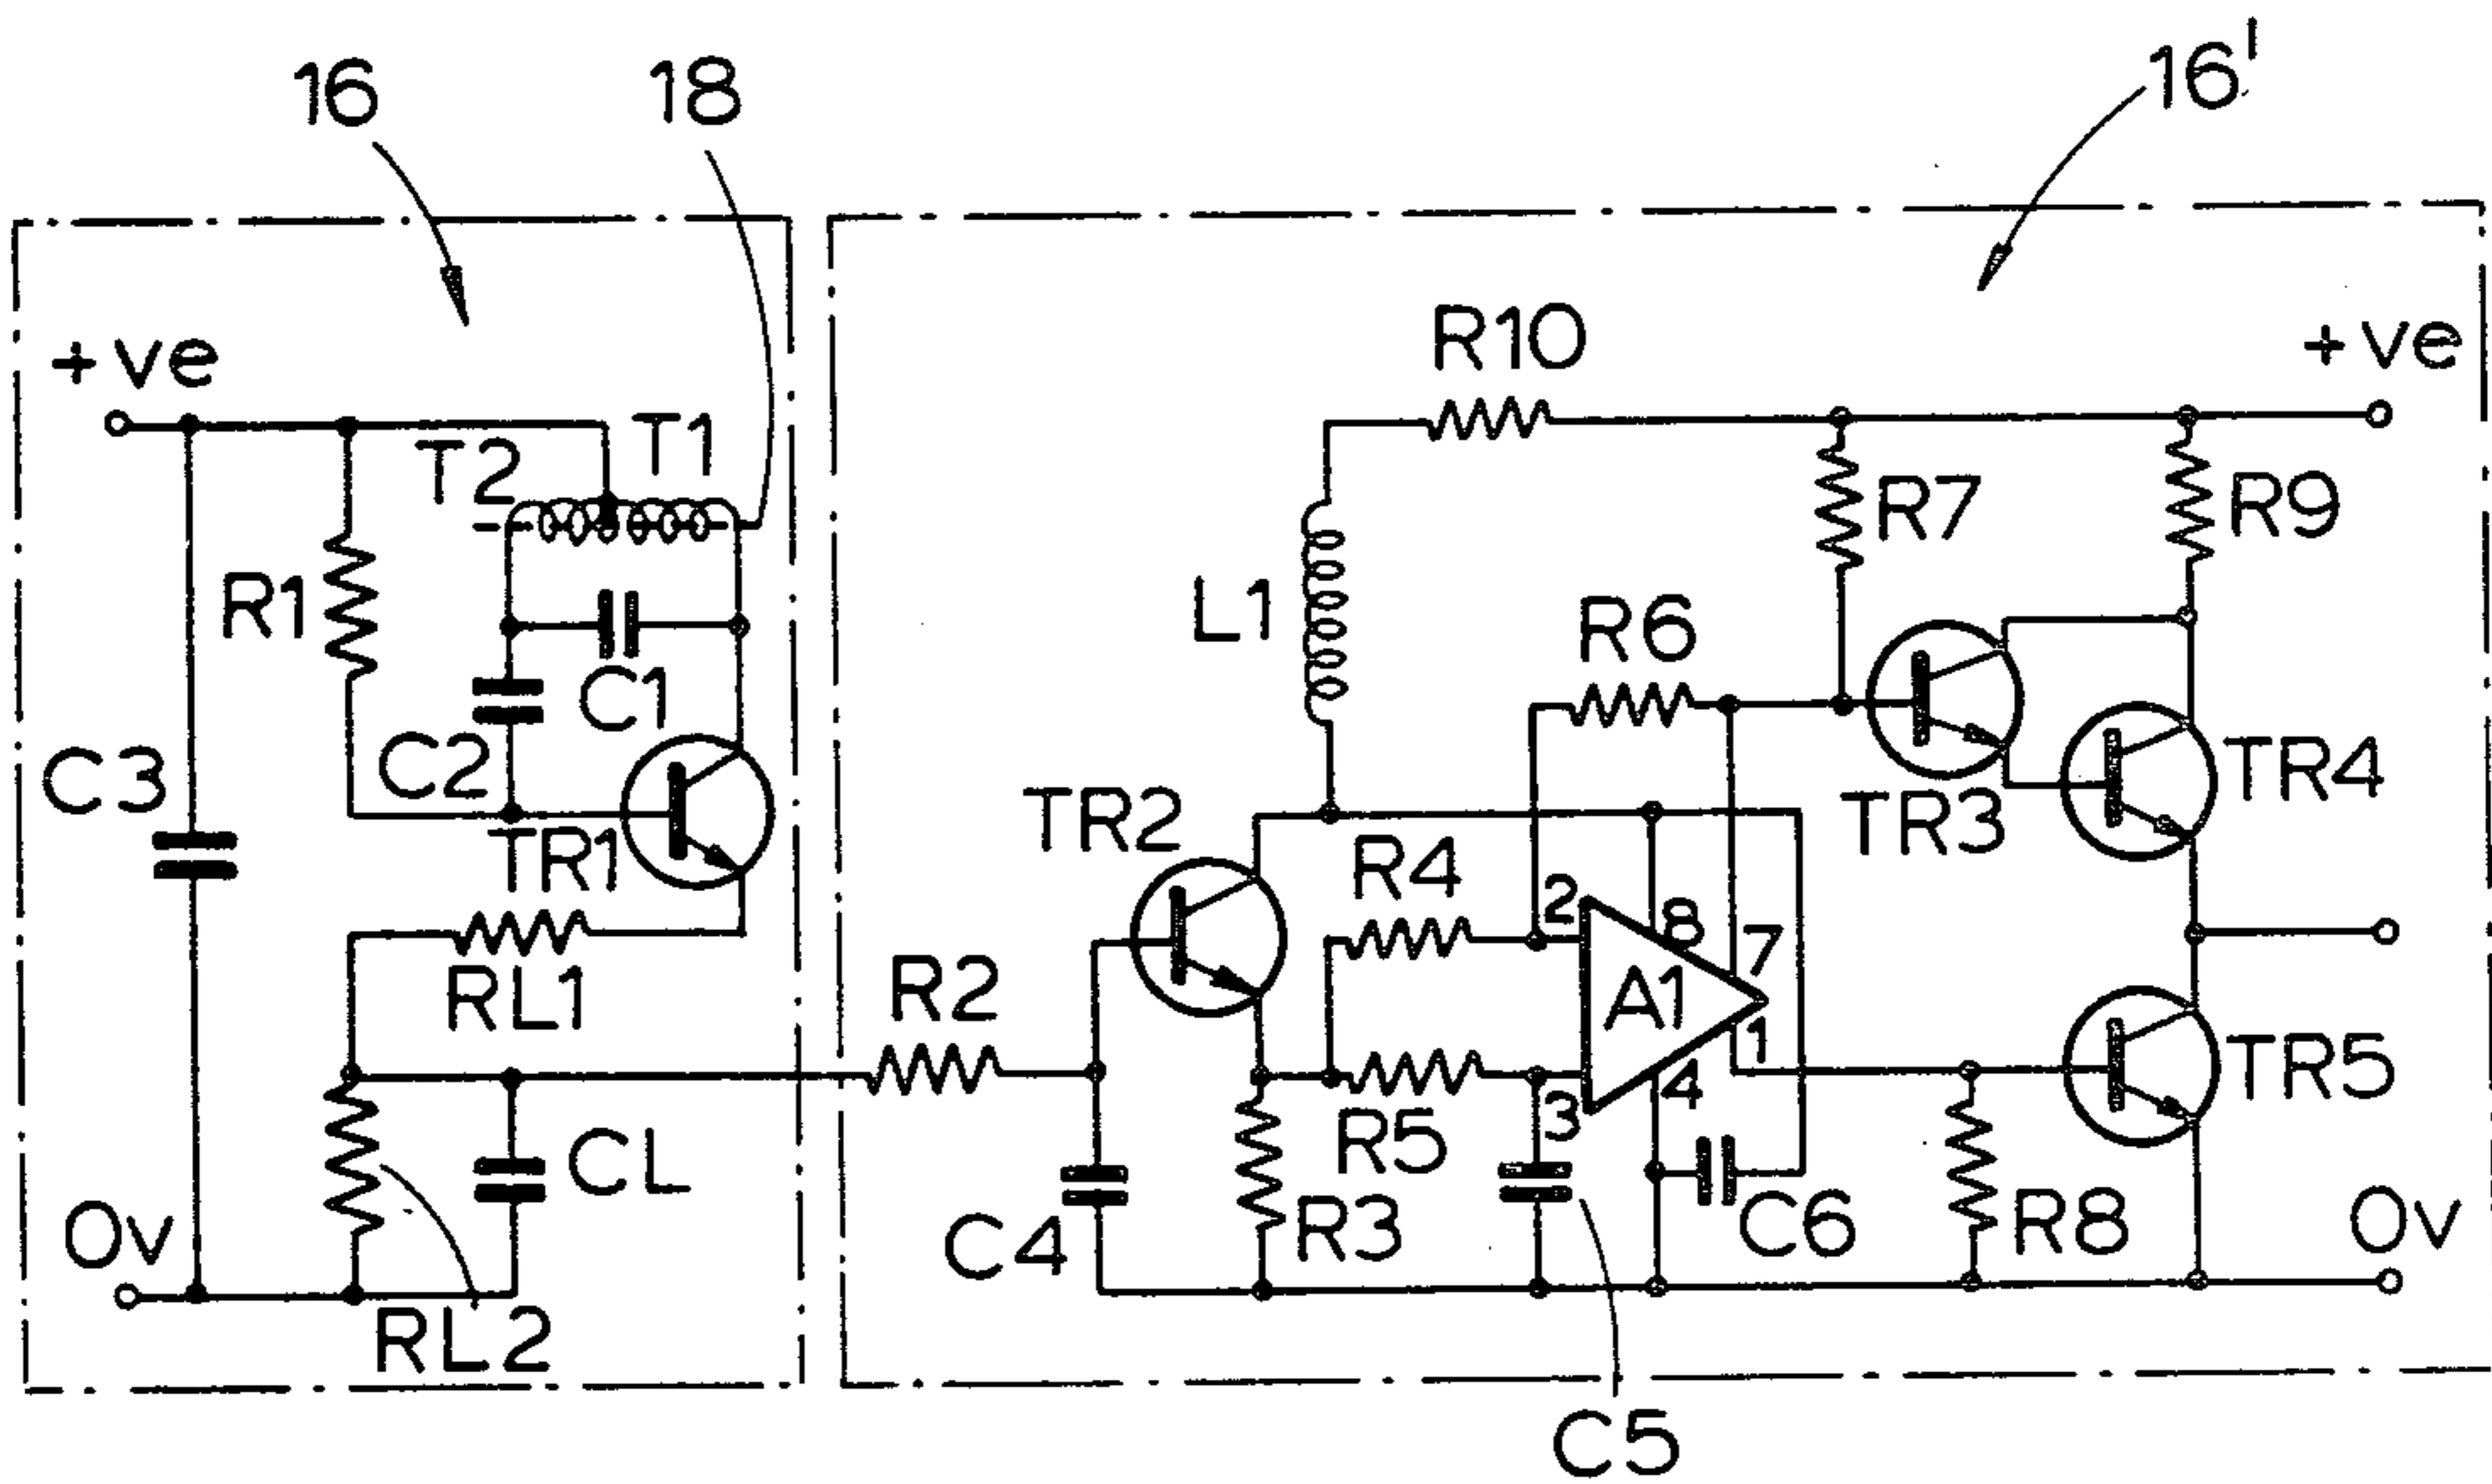 16
18
16'
+ve
T2
T1
R10
+ve
R1
C1
C2
C3
TR1
RL1
CL
0v
RL2
L1
R7
R9
R6
TR3
TR4
TR2
R4
2
8
7
A1
R2
R5
3
4
1
TR5
C4
R3
C6
R8
0v
C5